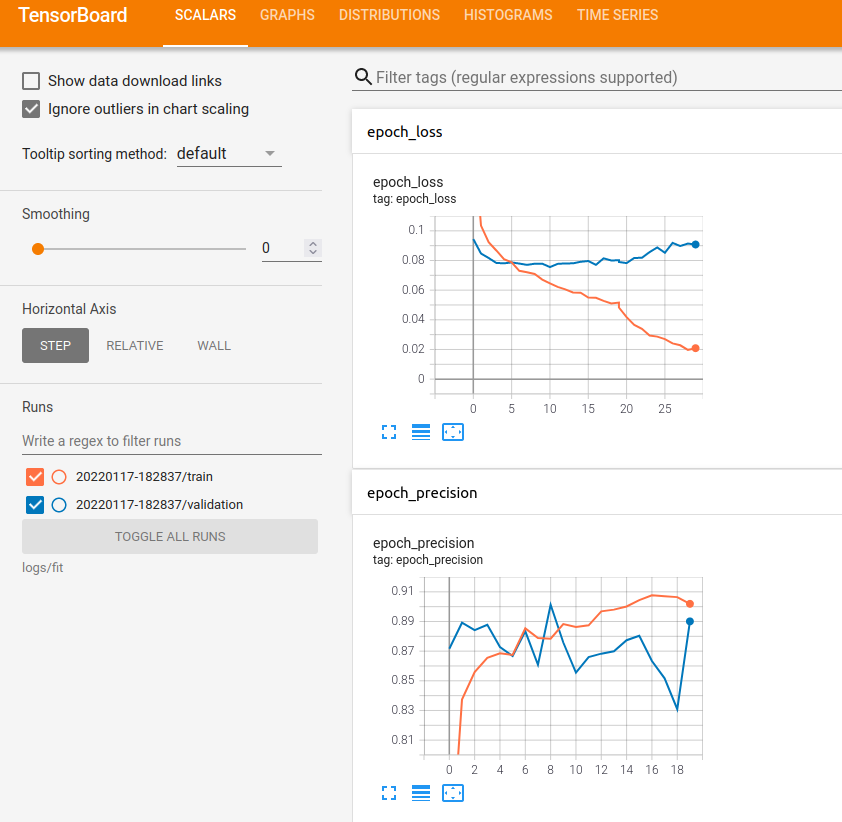 TensorBoard SCALARS GRAPHS DISTRIBUTIONS HISTOGRAMS TIME SERIES
Show data download links
Ignore outliers in chart scaling
Tooltip sorting method: default
Smoothing
0
Horizontal Axis
STEP RELATIVE WALL
Runs
Write a regex to filter runs
20220117-182837/train
20220117-182837/validation
TOGGLE ALL RUNS
logs/fit
Filter tags (regular expressions supported)
epoch_loss
epoch_loss
tag: epoch_loss
0.1
0.08
0.06
0.04
0.02
0
0 5 10 15 20 25
epoch_precision
epoch_precision
tag: epoch_precision
0.91
0.89
0.87
0.85
0.83
0.81
0 2 4 6 8 10 12 14 16 18